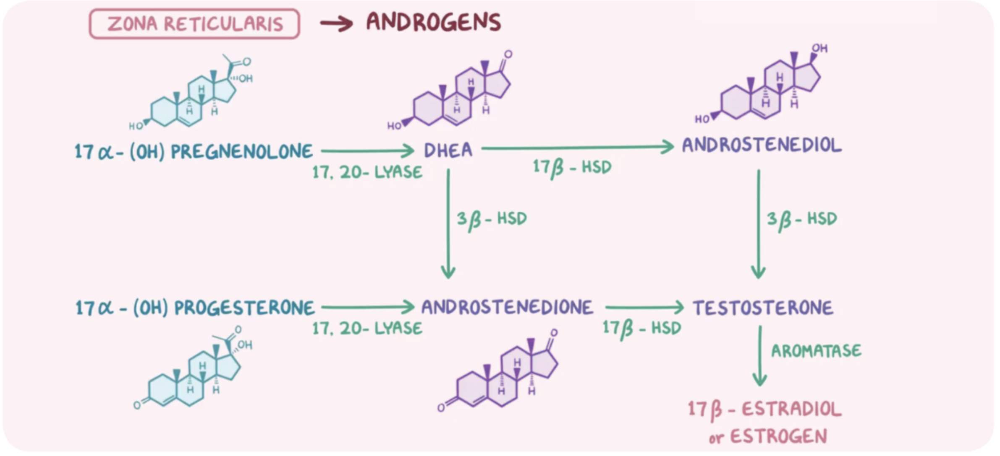 ZONA RETICULARIS → ANDROGENS
O
OH
HO
O
H
H
H
HO
OH
H
H
H
HO
17α- (OH) PREGNENOLONE
DHEA
ANDROSTENEDIOL
17, 20- LYASE
17β - HSD
3β - HSD
3β - HSD
17α - (OH) PROGESTERONE
ANDROSTENEDIONE
TESTOSTERONE
17, 20- LYASE
17β - HSD
O
OH
H
H
H
O
O
H
H
H
O
AROMATASE
17β - ESTRADIOL
or ESTROGEN